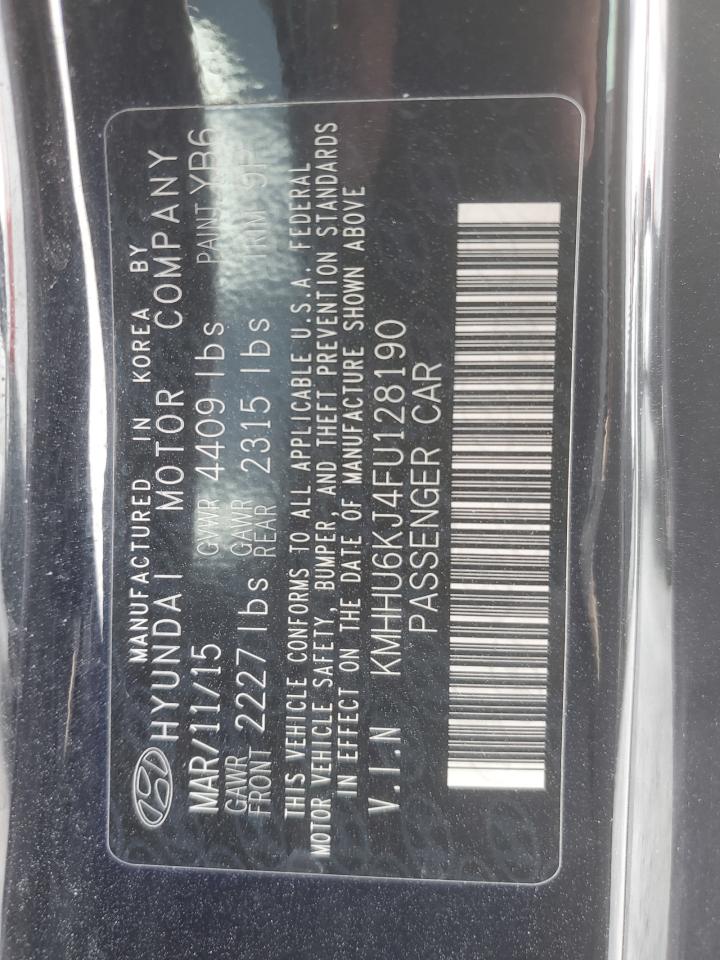 MANUFACTURED IN KOREA BY
HYUNDAI MOTOR COMPANY
MAR/11/15 GVWR 4409 lbs PAINT YB6
GAWR FRONT 2227 lbs GAWR REAR 2315 lbs TRIM 9F
THIS VEHICLE CONFORMS TO ALL APPLICABLE U.S.A. FEDERAL
MOTOR VEHICLE SAFETY, BUMPER, AND THEFT PREVENTION STANDARDS
IN EFFECT ON THE DATE OF MANUFACTURE SHOWN ABOVE
V.I.N KMHHU6KJ4FU128190
PASSENGER CAR